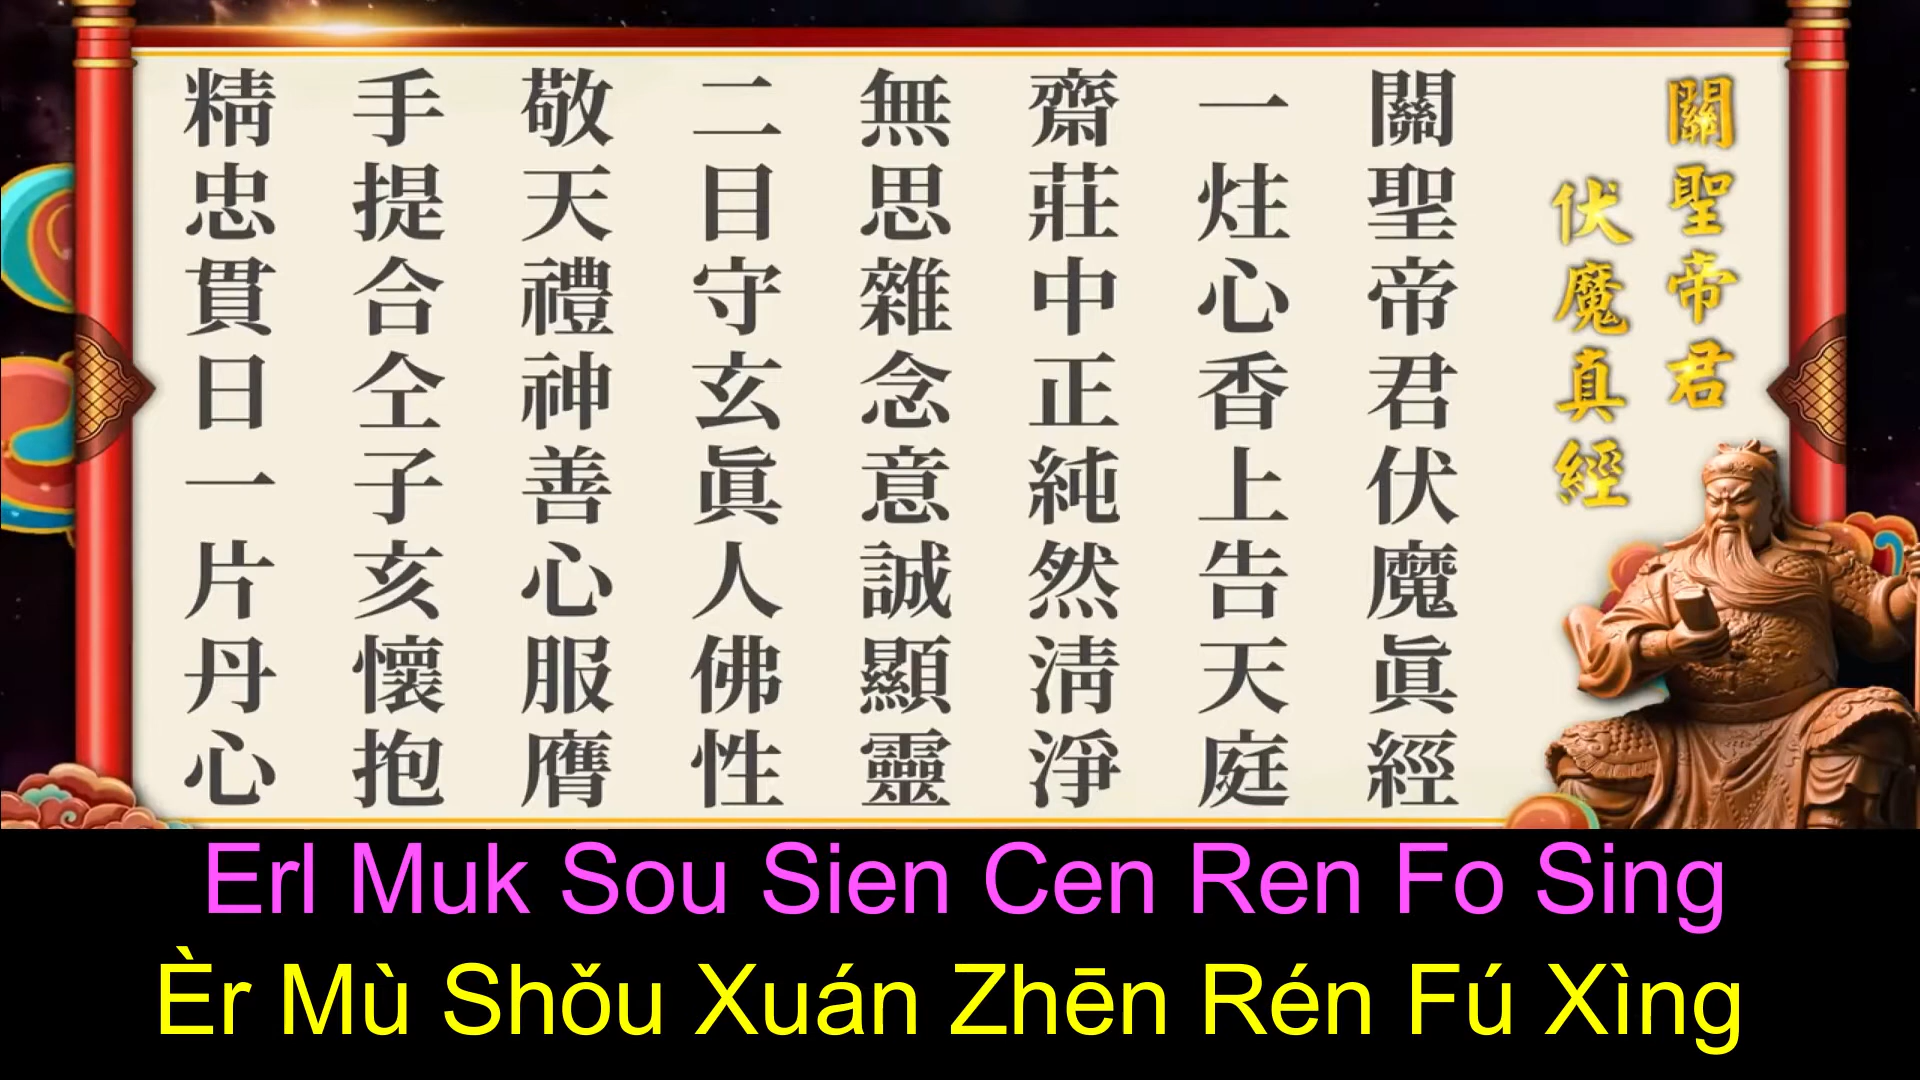 關聖帝君
伏魔真經
關聖帝君伏魔眞經
一炷心香上告天庭
齋莊中正純然淸淨
無思雜念意誠顯靈
二目守玄眞人佛性
敬天禮神善心服膺
手提合仝子亥懷抱
精忠貫日一片丹心
Erl Muk Sou Sien Cen Ren Fo Sing
Èr Mù Shǒu Xuán Zhēn Rén Fú Xìng